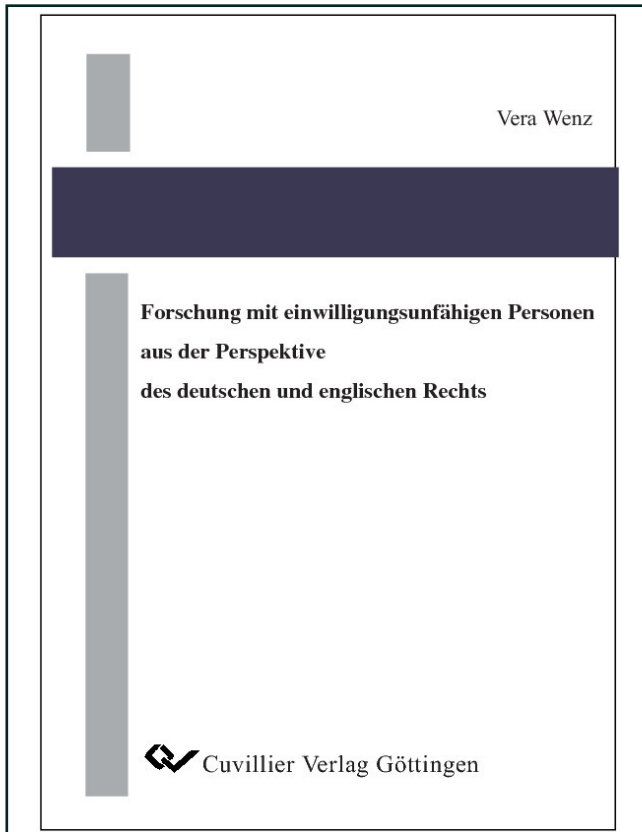 Vera Wenz
Forschung mit einwilligungsunfähigen Personen
aus der Perspektive
des deutschen und englischen Rechts
Cuvillier Verlag Göttingen